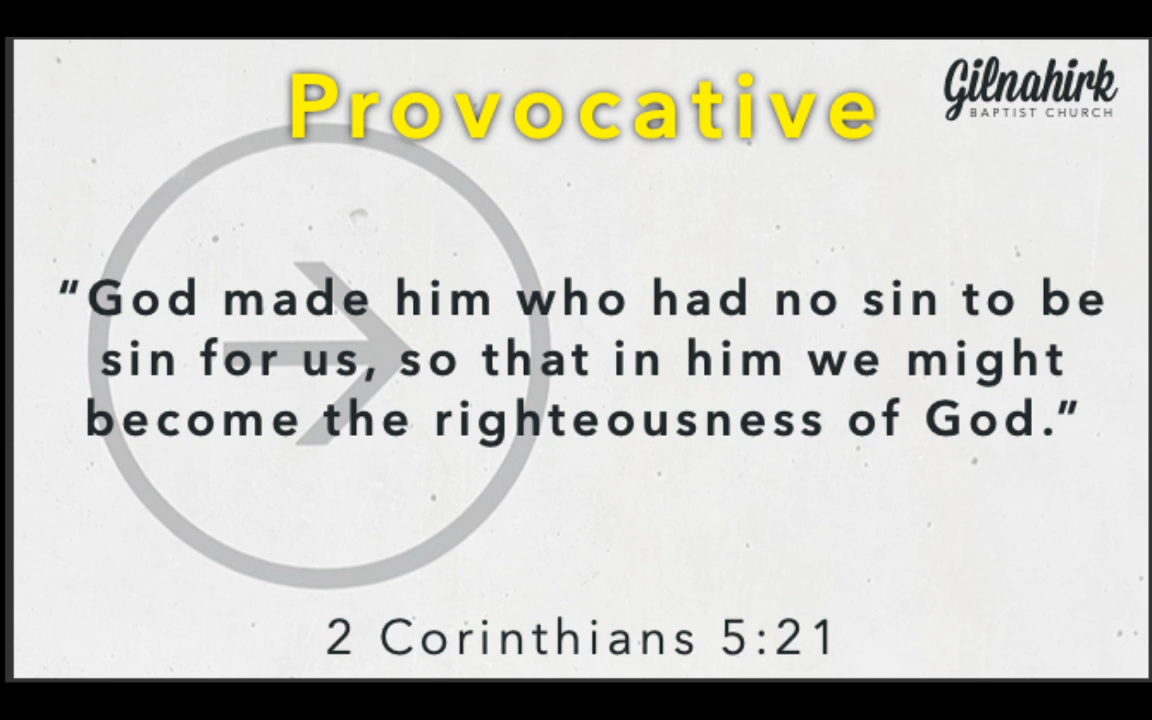 Provocative
Gilnahirk
BAPTIST CHURCH
“God made him who had no sin to be
sin for us, so that in him we might
become the righteousness of God.”
2 Corinthians 5:21